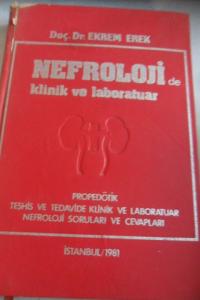 Doç. Dr. EKREM EREK
NEFROLOJİ de
klinik ve laboratuar
PROPEDÖTİK
TEŞHİS VE TEDAVİDE KLİNİK VE LABORATUAR
NEFROLOJİ SORULARI VE CEVAPLARI
İSTANBUL/1981